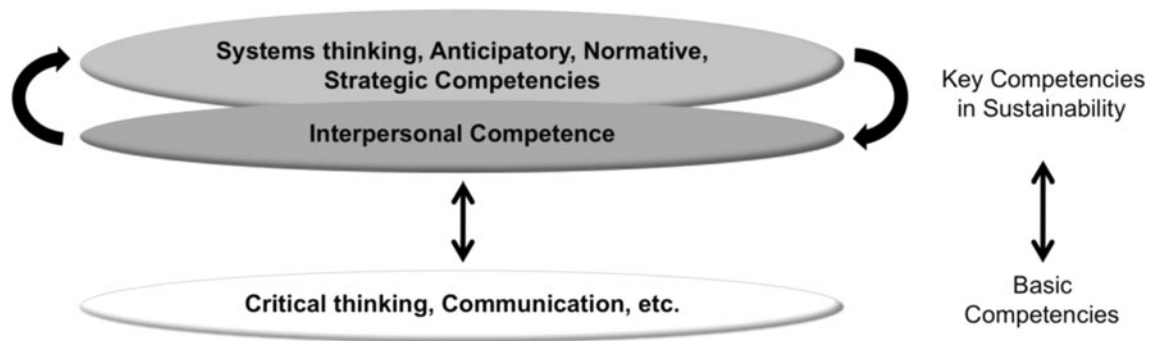 Systems thinking, Anticipatory, Normative,
Strategic Competencies
Interpersonal Competence
Critical thinking, Communication, etc.
Key Competencies
in Sustainability
Basic
Competencies